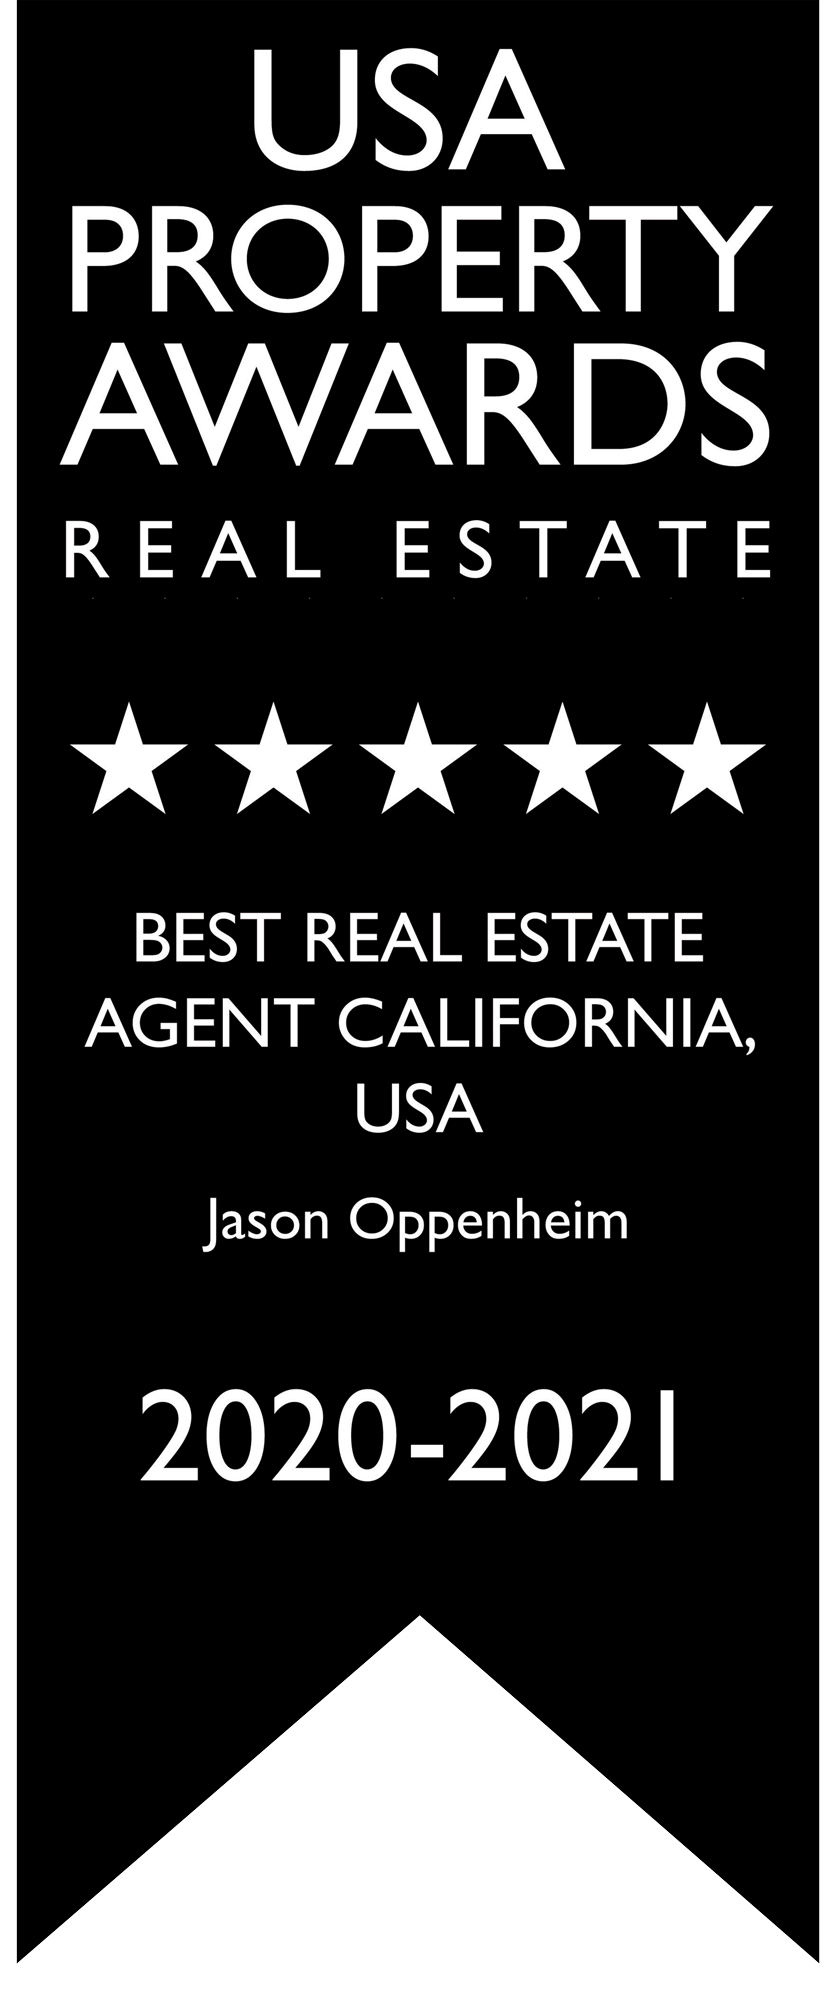 USA
PROPERTY
AWARDS
REAL ESTATE
BEST REAL ESTATE
AGENT CALIFORNIA,
USA
Jason Oppenheim
2020-2021